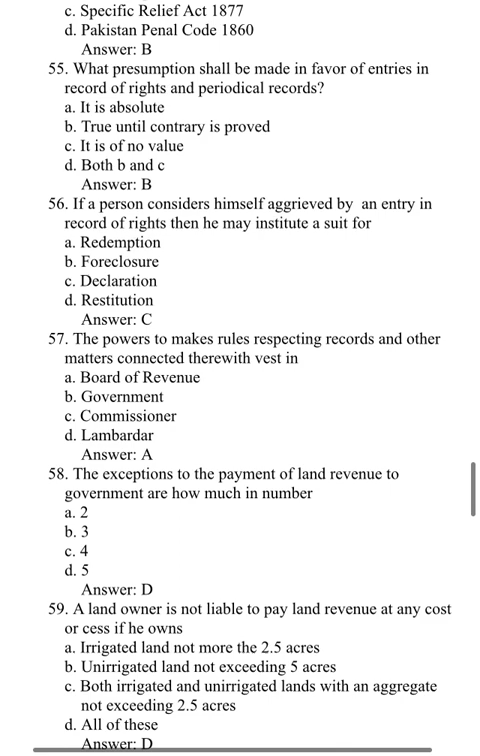 c. Specific Relief Act 1877
d. Pakistan Penal Code 1860
Answer: B
55. What presumption shall be made in favor of entries in
record of rights and periodical records?
a. It is absolute
b. True until contrary is proved
c. It is of no value
d. Both b and c
Answer: B
56. If a person considers himself aggrieved by an entry in
record of rights then he may institute a suit for
a. Redemption
b. Foreclosure
c. Declaration
d. Restitution
Answer: C
57. The powers to makes rules respecting records and other
matters connected therewith vest in
a. Board of Revenue
b. Government
c. Commissioner
d. Lambardar
Answer: A
58. The exceptions to the payment of land revenue to
government are how much in number
a. 2
b. 3
c. 4
d. 5
Answer: D
59. A land owner is not liable to pay land revenue at any cost
or cess if he owns
a. Irrigated land not more the 2.5 acres
b. Unirrigated land not exceeding 5 acres
c. Both irrigated and unirrigated lands with an aggregate
not exceeding 2.5 acres
d. All of these
Answer: D